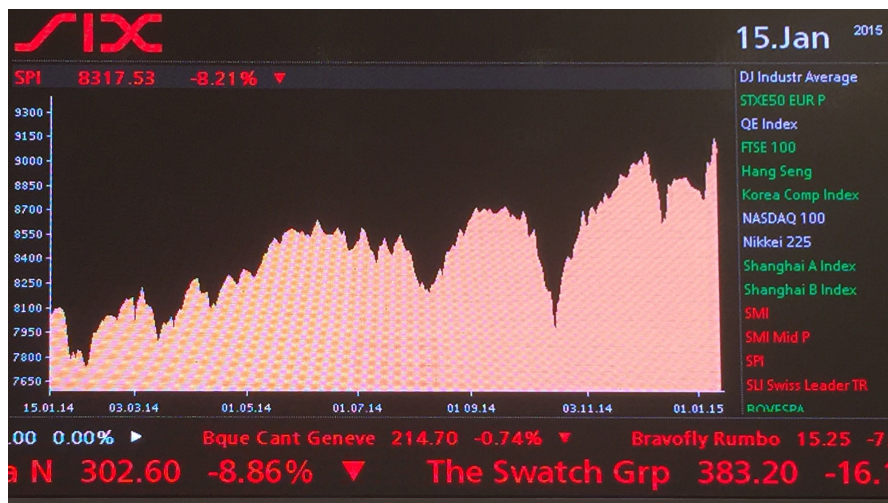 SIX
15.Jan 2015
SPI 8317.53 -8.21% ▼
DJ Industr Average
STXE50 EUR P
QE Index
FTSE 100
Hang Seng
Korea Comp Index
NASDAQ 100
Nikkei 225
Shanghai A Index
Shanghai B Index
SMI
SMI Mid P
SPI
SLI Swiss Leader TR
BOVESPA
9300
9150
9000
8850
8700
8550
8400
8250
8100
7950
7800
7650
15.01.14 03.03.14 01.05.14 01.07.14 01 09.14 03.11.14 01.01.15
.00 0.00% ▶ Bque Cant Geneve 214.70 -0.74% ▼ Bravofly Rumbo 15.25 -7
a N 302.60 -8.86% ▼ The Swatch Grp 383.20 -16.